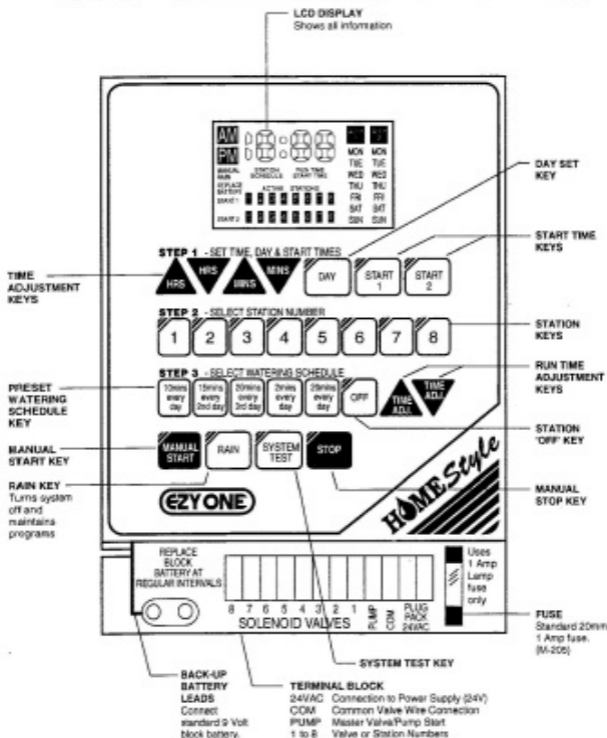 LCD DISPLAY
Shows all information
AM
PM
MANUAL
RAIN
REPLACE
BATTERY
STATION
SCHEDULE
RUN TIME
START TIME
ACTIVE STATIONS
START 1
START 2
MON MON
TUE TUE
WED WED
THU THU
FRI FRI
SAT SAT
SUN SUN
DAY SET
KEY
STEP 1 - SET TIME, DAY & START TIMES
HRS HRS MINS MINS DAY START 1 START 2
START TIME
KEYS
TIME
ADJUSTMENT
KEYS
STEP 2 - SELECT STATION NUMBER
1 2 3 4 5 6 7 8
STATION
KEYS
STEP 3 - SELECT WATERING SCHEDULE
10mins every day
15mins every 2nd day
20mins every 3rd day
2mins every day
25mins every day
OFF
TIME ADJ.
TIME ADJ.
RUN TIME
ADJUSTMENT
KEYS
PRESET
WATERING
SCHEDULE
KEY
STATION
'OFF' KEY
MANUAL START
RAIN
SYSTEM TEST
STOP
MANUAL
START KEY
RAIN KEY
Turns system
off and
maintains
programs
MANUAL
STOP KEY
EZY ONE
HOME Style
REPLACE
BLOCK
BATTERY AT
REGULAR INTERVALS
8 7 6 5 4 3 2 1
SOLENOID VALVES
PUMP
COM
PLUG
PACK
24VAC
Uses
1 Amp
Lamp
fuse
only
FUSE
Standard 20mm
1 Amp fuse.
(M-205)
SYSTEM TEST KEY
BACK-UP
BATTERY
LEADS
Connect
standard 9 Volt
block battery.
TERMINAL BLOCK
24VAC Connection to Power Supply (24V)
COM Common Valve Wire Connection
PUMP Master Valve/Pump Start
1 to 8 Valve or Station Numbers